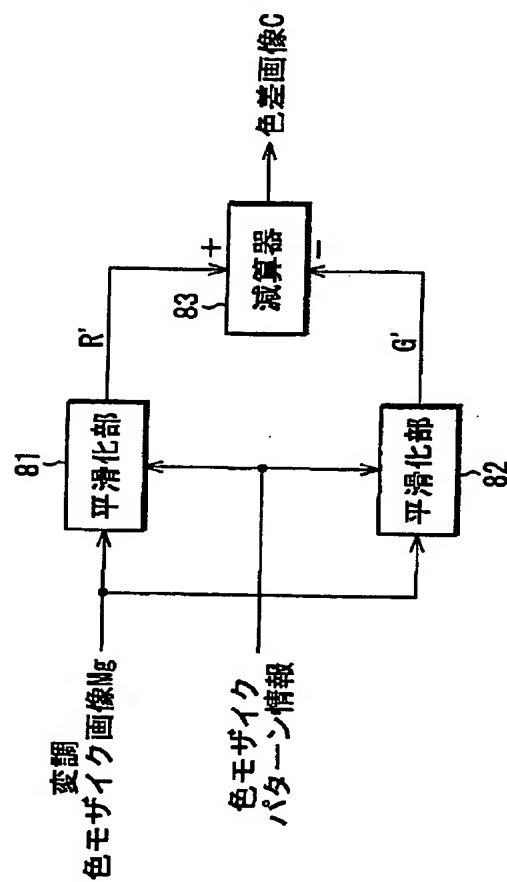 変調
色モザイク画像Mg
色モザイク
パターン情報
81
平滑化部
82
平滑化部
R'
G'
83
減算器
+
−
色差画像C